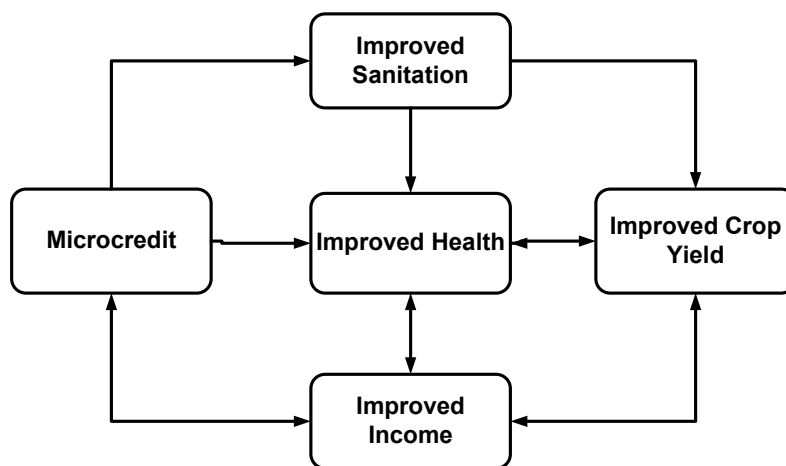 Improved
Sanitation
Microcredit
Improved Health
Improved Crop
Yield
Improved
Income